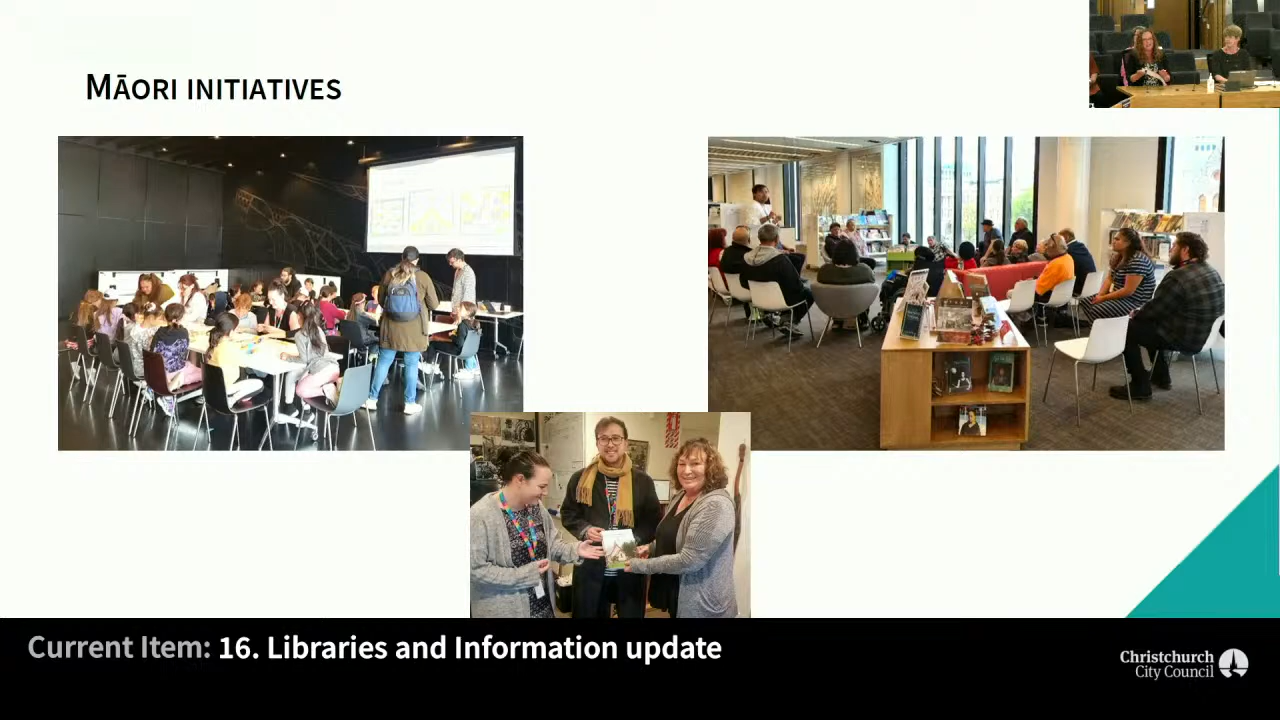 MĀORI INITIATIVES
Current Item: 16. Libraries and Information update
Christchurch
City Council